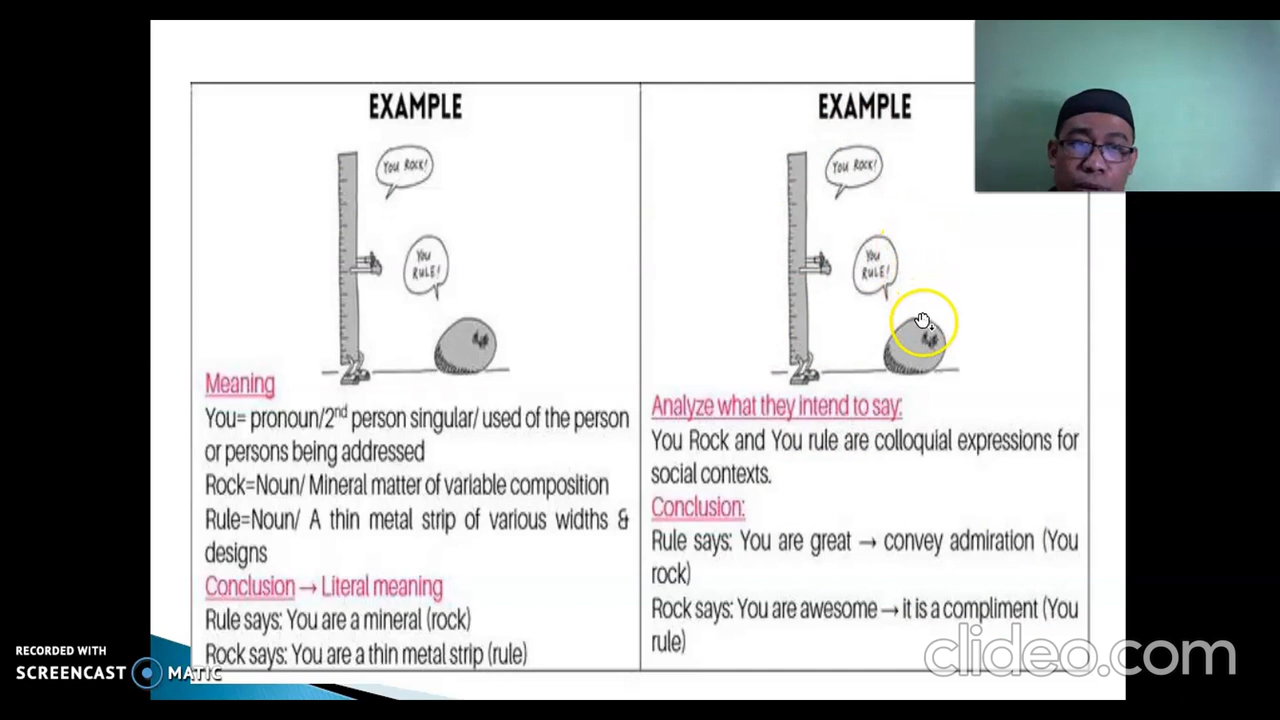 EXAMPLE
YOU ROCK!
YOU
RULE!
Meaning
You= pronoun/2nd person singular/ used of the person
or persons being addressed
Rock=Noun/ Mineral matter of variable composition
Rule=Noun/ A thin metal strip of various widths &
designs
Conclusion → Literal meaning
Rule says: You are a mineral (rock)
Rock says: You are a thin metal strip (rule)
EXAMPLE
YOU ROCK!
YOU
RULE!
Analyze what they intend to say:
You Rock and You rule are colloquial expressions for
social contexts.
Conclusion:
Rule says: You are great → convey admiration (You
rock)
Rock says: You are awesome → it is a compliment (You
rule)
RECORDED WITH
SCREENCAST MATIC
clideo.com